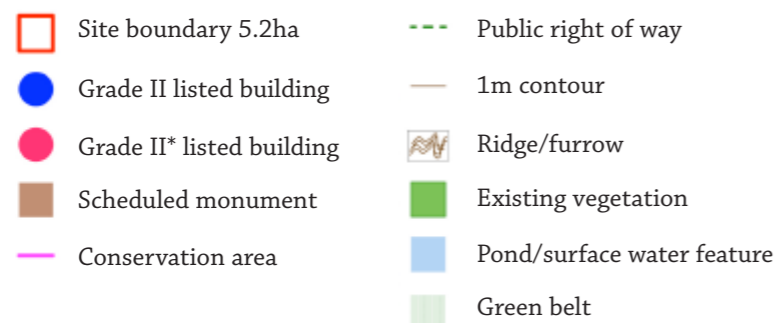 Site boundary 5.2ha
Grade II listed building
Grade II* listed building
Scheduled monument
Conservation area
Public right of way
1m contour
Ridge/furrow
Existing vegetation
Pond/surface water feature
Green belt